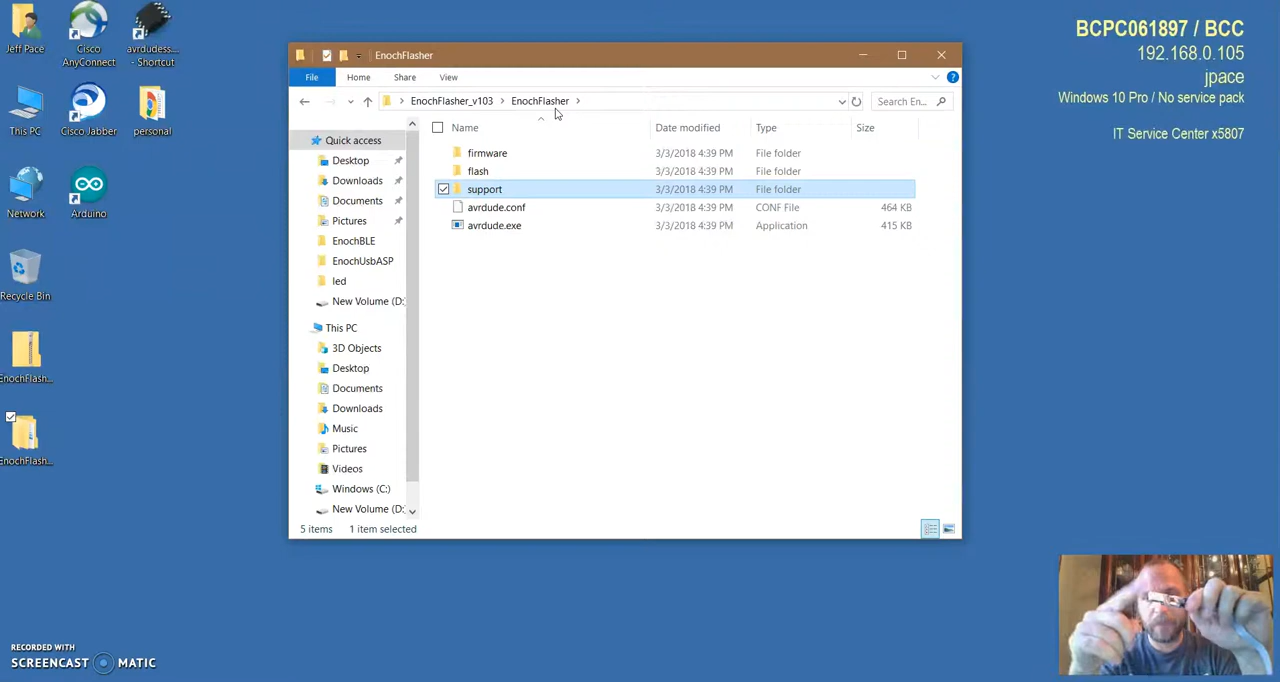 Jeff Pace
Cisco
AnyConnect
avrdudess...
- Shortcut
This PC
Cisco Jabber
personal
Network
Arduino
Recycle Bin
EnochFlash...
EnochFlash...
BCPC061897 / BCC
192.168.0.105
jpace
Windows 10 Pro / No service pack
IT Service Center x5807
EnochFlasher
File Home Share View
EnochFlasher_v103 > EnochFlasher >
Search En...
Name Date modified Type Size
firmware 3/3/2018 4:39 PM File folder
flash 3/3/2018 4:39 PM File folder
support 3/3/2018 4:39 PM File folder
avrdude.conf 3/3/2018 4:39 PM CONF File 464 KB
avrdude.exe 3/3/2018 4:39 PM Application 415 KB
Quick access
Desktop
Downloads
Documents
Pictures
EnochBLE
EnochUsbASP
led
New Volume (D:
This PC
3D Objects
Desktop
Documents
Downloads
Music
Pictures
Videos
Windows (C:)
New Volume (D:
5 items 1 item selected
RECORDED WITH
SCREENCAST MATIC